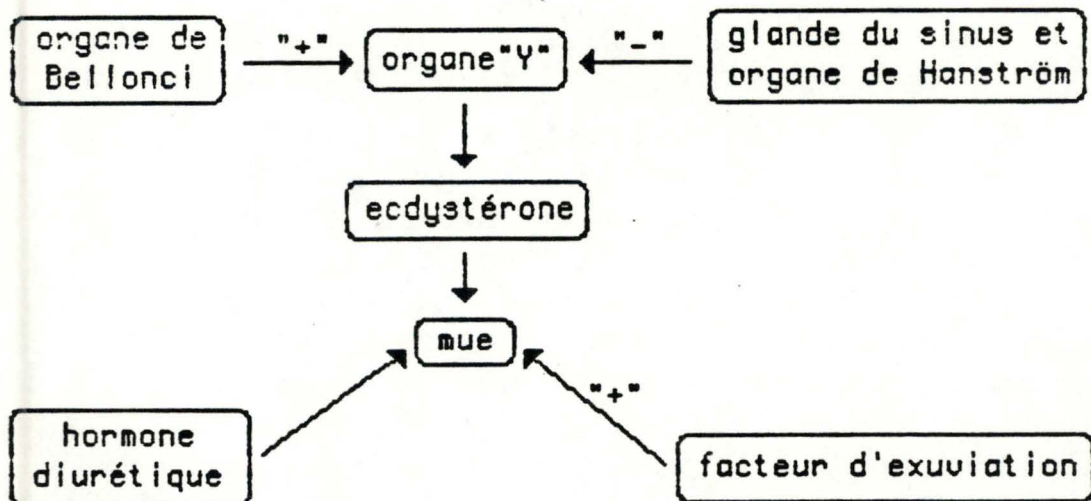 organe de
Bellonci
"+"
organe"Y"
"-"
glande du sinus et
organe de Hanström
ecdystérone
mue
"+"
hormone
diurétique
facteur d'exuviation